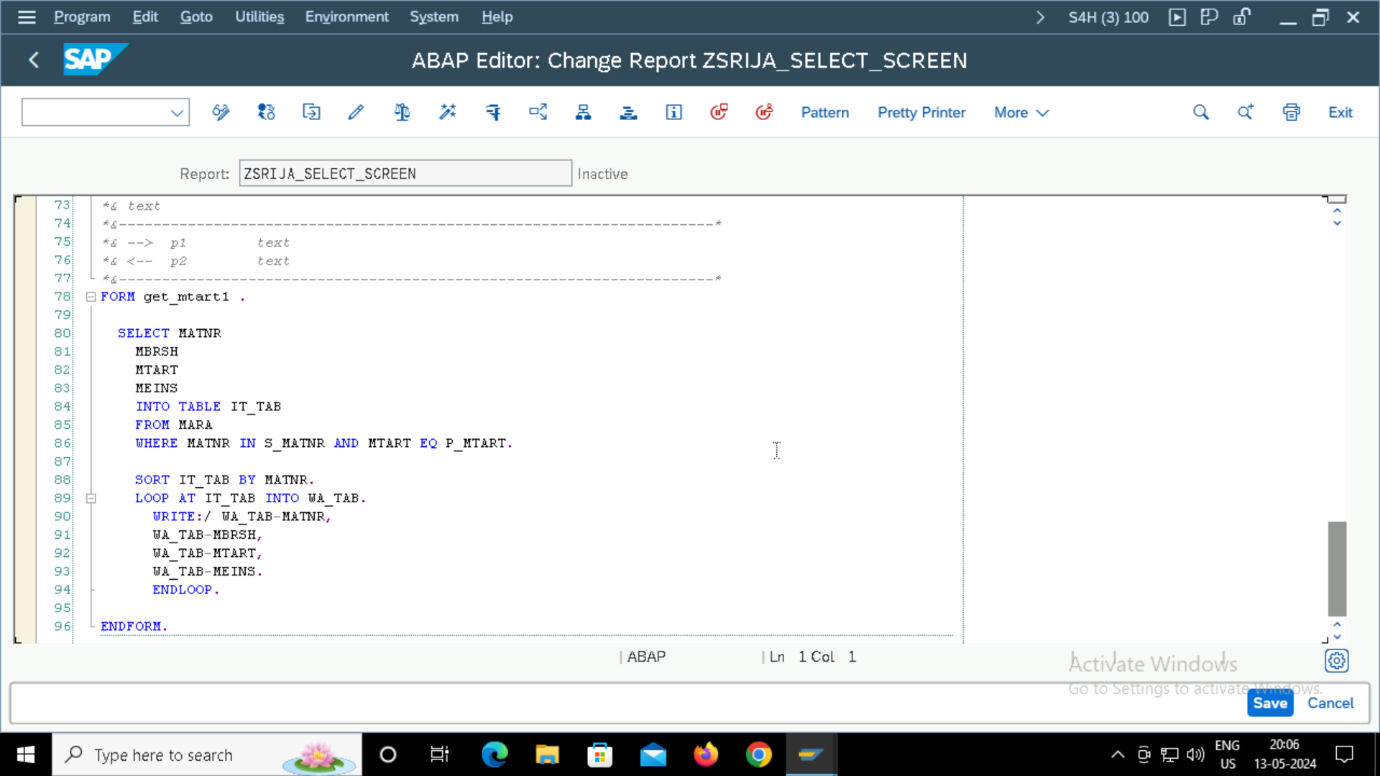 Program Edit Goto Utilities Environment System Help S4H (3) 100
SAP ABAP Editor: Change Report ZSRIJA_SELECT_SCREEN
Pattern Pretty Printer More Exit
Report: ZSRIJA_SELECT_SCREEN Inactive
73 *& text
74 *&---------------------------------------------------------------------*
75 *& --> p1 text
76 *& <-- p2 text
77 *&---------------------------------------------------------------------*
78 FORM get_mtart1 .
79
80 SELECT MATNR
81 MBRSH
82 MTART
83 MEINS
84 INTO TABLE IT_TAB
85 FROM MARA
86 WHERE MATNR IN S_MATNR AND MTART EQ P_MTART.
87
88 SORT IT_TAB BY MATNR.
89 LOOP AT IT_TAB INTO WA_TAB.
90 WRITE:/ WA_TAB-MATNR,
91 WA_TAB-MBRSH,
92 WA_TAB-MTART,
93 WA_TAB-MEINS.
94 ENDLOOP.
95
96 ENDFORM.
| ABAP | Ln 1 Col 1
Activate Windows
Go to Settings to activate Windows.
Save Cancel
Type here to search
ENG
US
20:06
13-05-2024